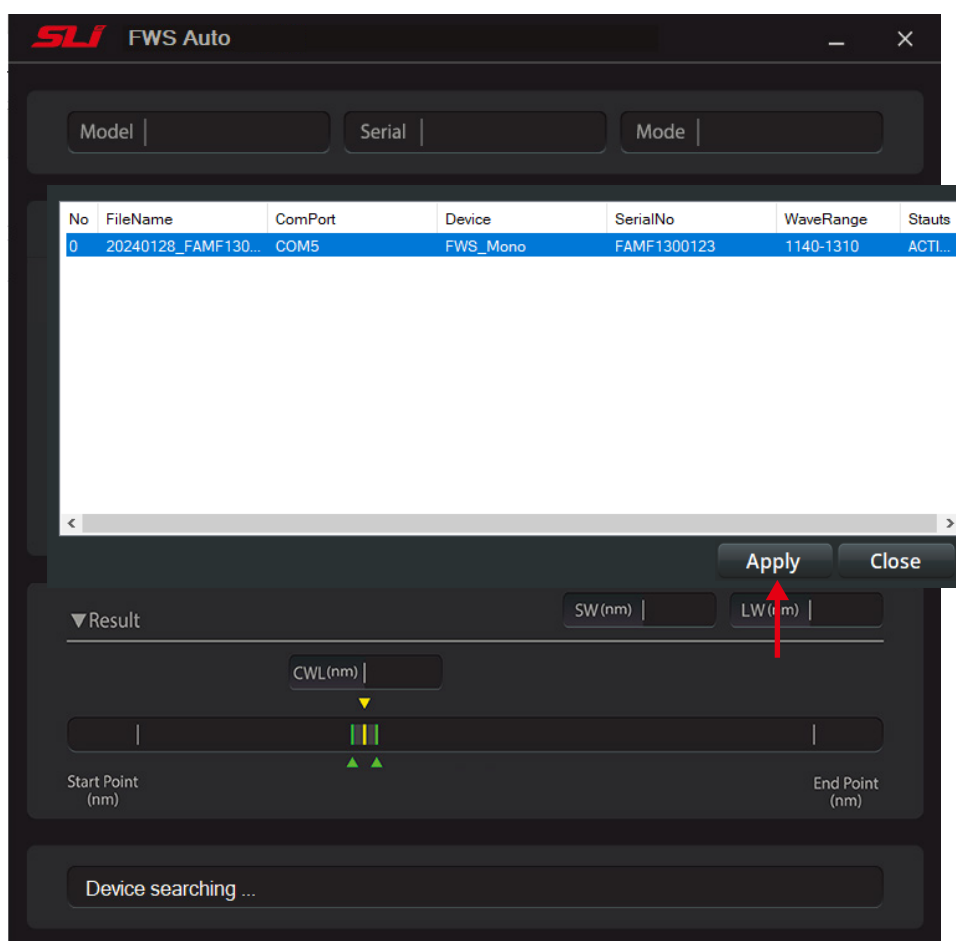 SLi FWS Auto
Model Serial Mode
No FileName ComPort Device SerialNo WaveRange Stauts
0 20240128_FAMF130... COM5 FWS_Mono FAMF1300123 1140-1310 ACTI...
Apply Close
▼Result SW(nm) LW(nm)
CWL(nm)
Start Point End Point
(nm) (nm)
Device searching ...